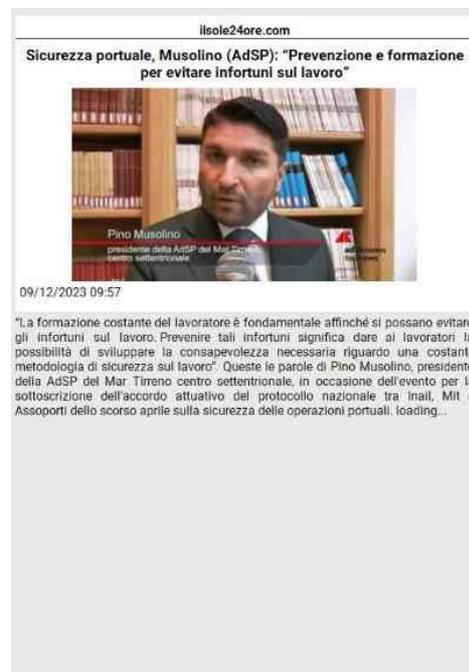 ilsole24ore.com
Sicurezza portuale, Musolino (AdSP): “Prevenzione e formazione
per evitare infortuni sul lavoro”
Pino Musolino
presidente della AdSP del Mar Tirreno
centro settentrionale
09/12/2023 09:57
“La formazione costante del lavoratore è fondamentale affinché si possano evitare
gli infortuni sul lavoro. Prevenire tali infortuni significa dare ai lavoratori la
possibilità di sviluppare la consapevolezza necessaria riguardo una costante
metodologia di sicurezza sul lavoro”. Queste le parole di Pino Musolino, presidente
della AdSP del Mar Tirreno centro settentrionale, in occasione dell’evento per la
sottoscrizione dell’accordo attuativo del protocollo nazionale tra Inail, Mit e
Assoporti dello scorso aprile sulla sicurezza delle operazioni portuali. loading...